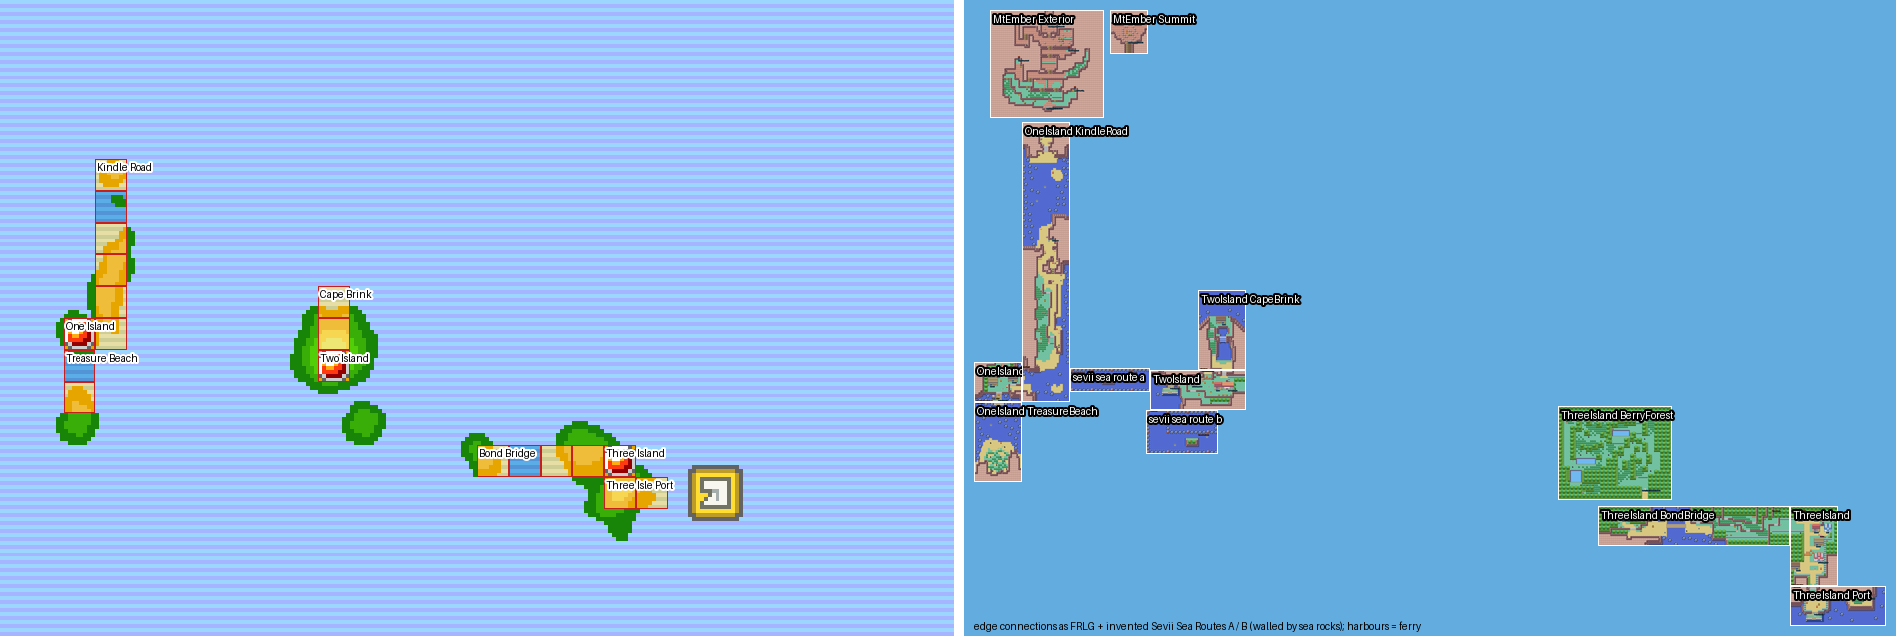 Kindle Road
Cape Brink
One Island
Two Island
Treasure Beach
Bond Bridge
Three Island
Three Isle Port
MtEmber Exterior
MtEmber Summit
OneIsland KindleRoad
TwoIsland CapeBrink
OneIsland
sevii sea route a
TwoIsland
OneIsland TreasureBeach
sevii sea route b
ThreeIsland BerryForest
ThreeIsland BondBridge
ThreeIsland
ThreeIsland Port
edge connections as FRLG + invented Sevii Sea Routes A / B (walled by sea rocks); harbours = ferry